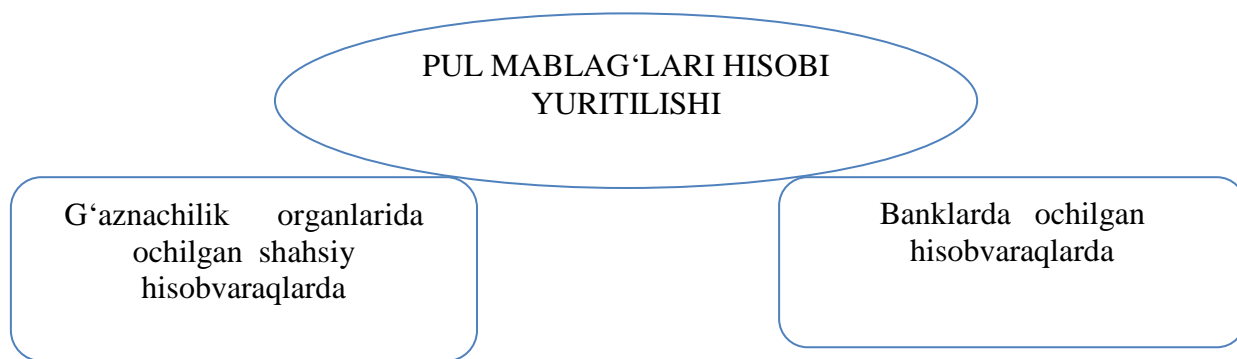 PUL MABLAG‘LARI HISOBI
YURITILISHI
G‘aznachilik organlarida
ochilgan shahsiy
hisobvaraqlarda
Banklarda ochilgan
hisobvaraqlarda